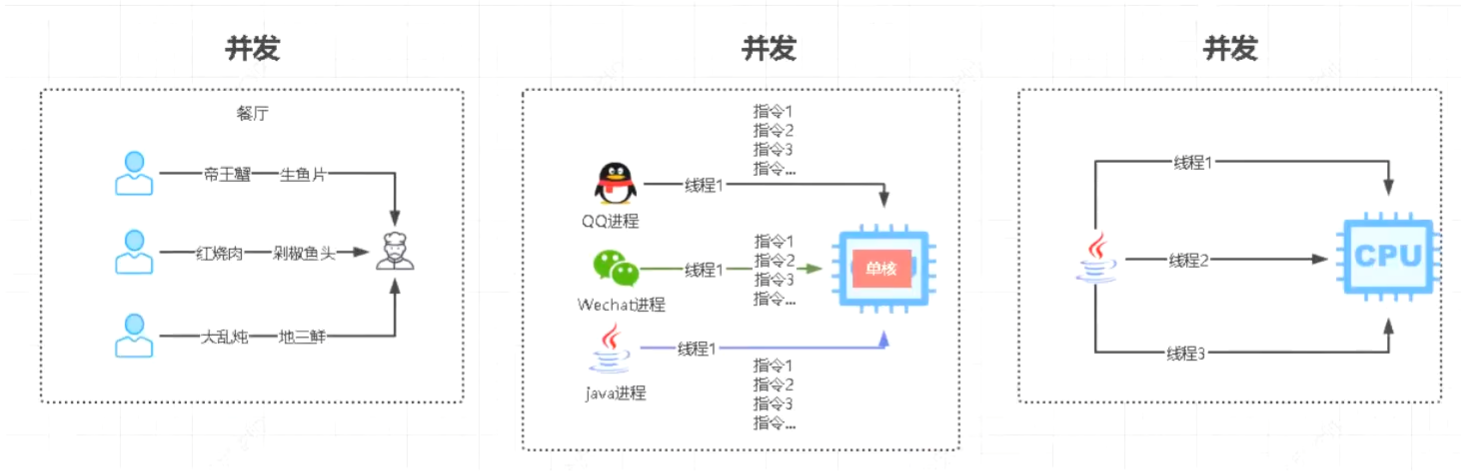 并发
餐厅
帝王蟹 生鱼片
红烧肉 剁椒鱼头
大乱炖 地三鲜
并发
指令1
指令2
指令3
指令...
线程1
QQ进程
指令1
线程1 指令2
指令3
指令...
单核
Wechat进程
线程1
指令1
指令2
指令3
指令...
java进程
并发
线程1
线程2
CPU
线程3